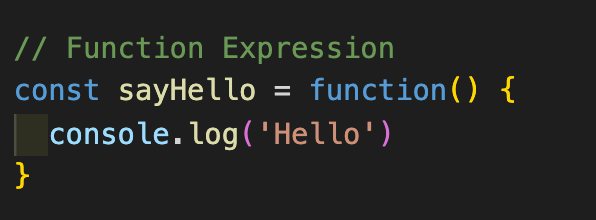 // Function Expression
const sayHello = function() {
  console.log('Hello')
}